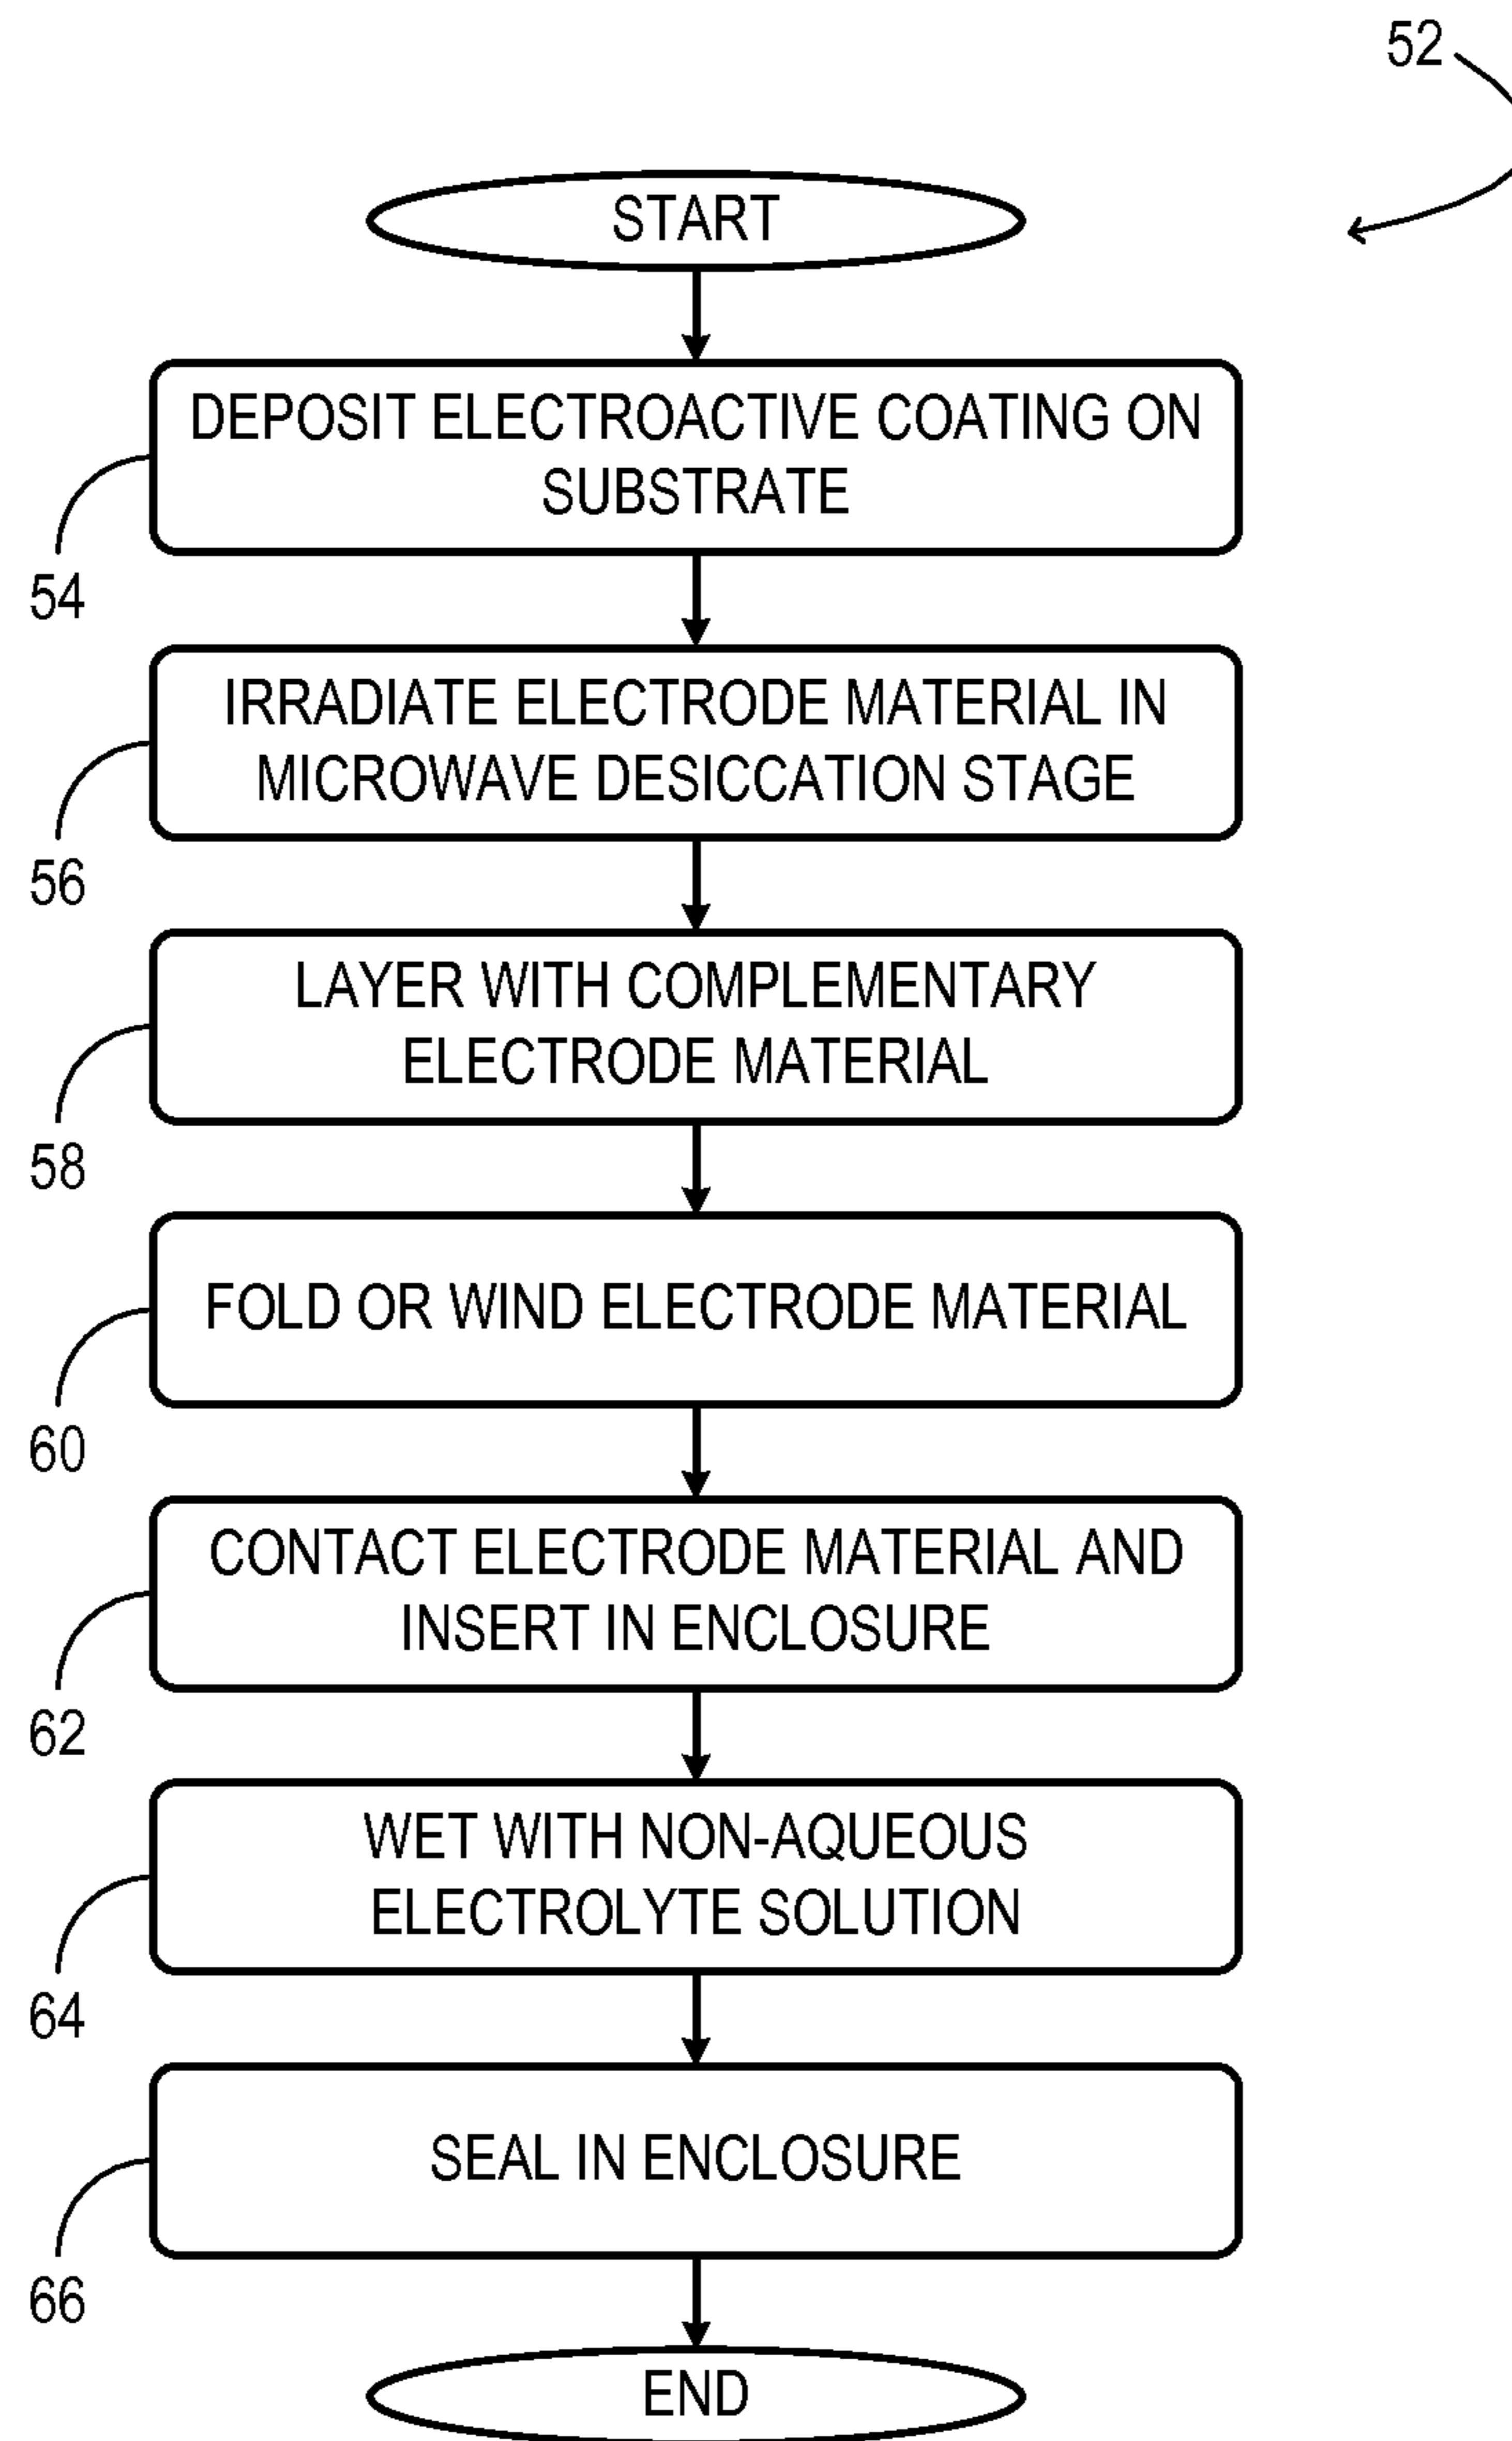 52
START
DEPOSIT ELECTROACTIVE COATING ON
SUBSTRATE
54
IRRADIATE ELECTRODE MATERIAL IN
MICROWAVE DESICCATION STAGE
56
LAYER WITH COMPLEMENTARY
ELECTRODE MATERIAL
58
FOLD OR WIND ELECTRODE MATERIAL
60
CONTACT ELECTRODE MATERIAL AND
INSERT IN ENCLOSURE
62
WET WITH NON-AQUEOUS
ELECTROLYTE SOLUTION
64
SEAL IN ENCLOSURE
66
END